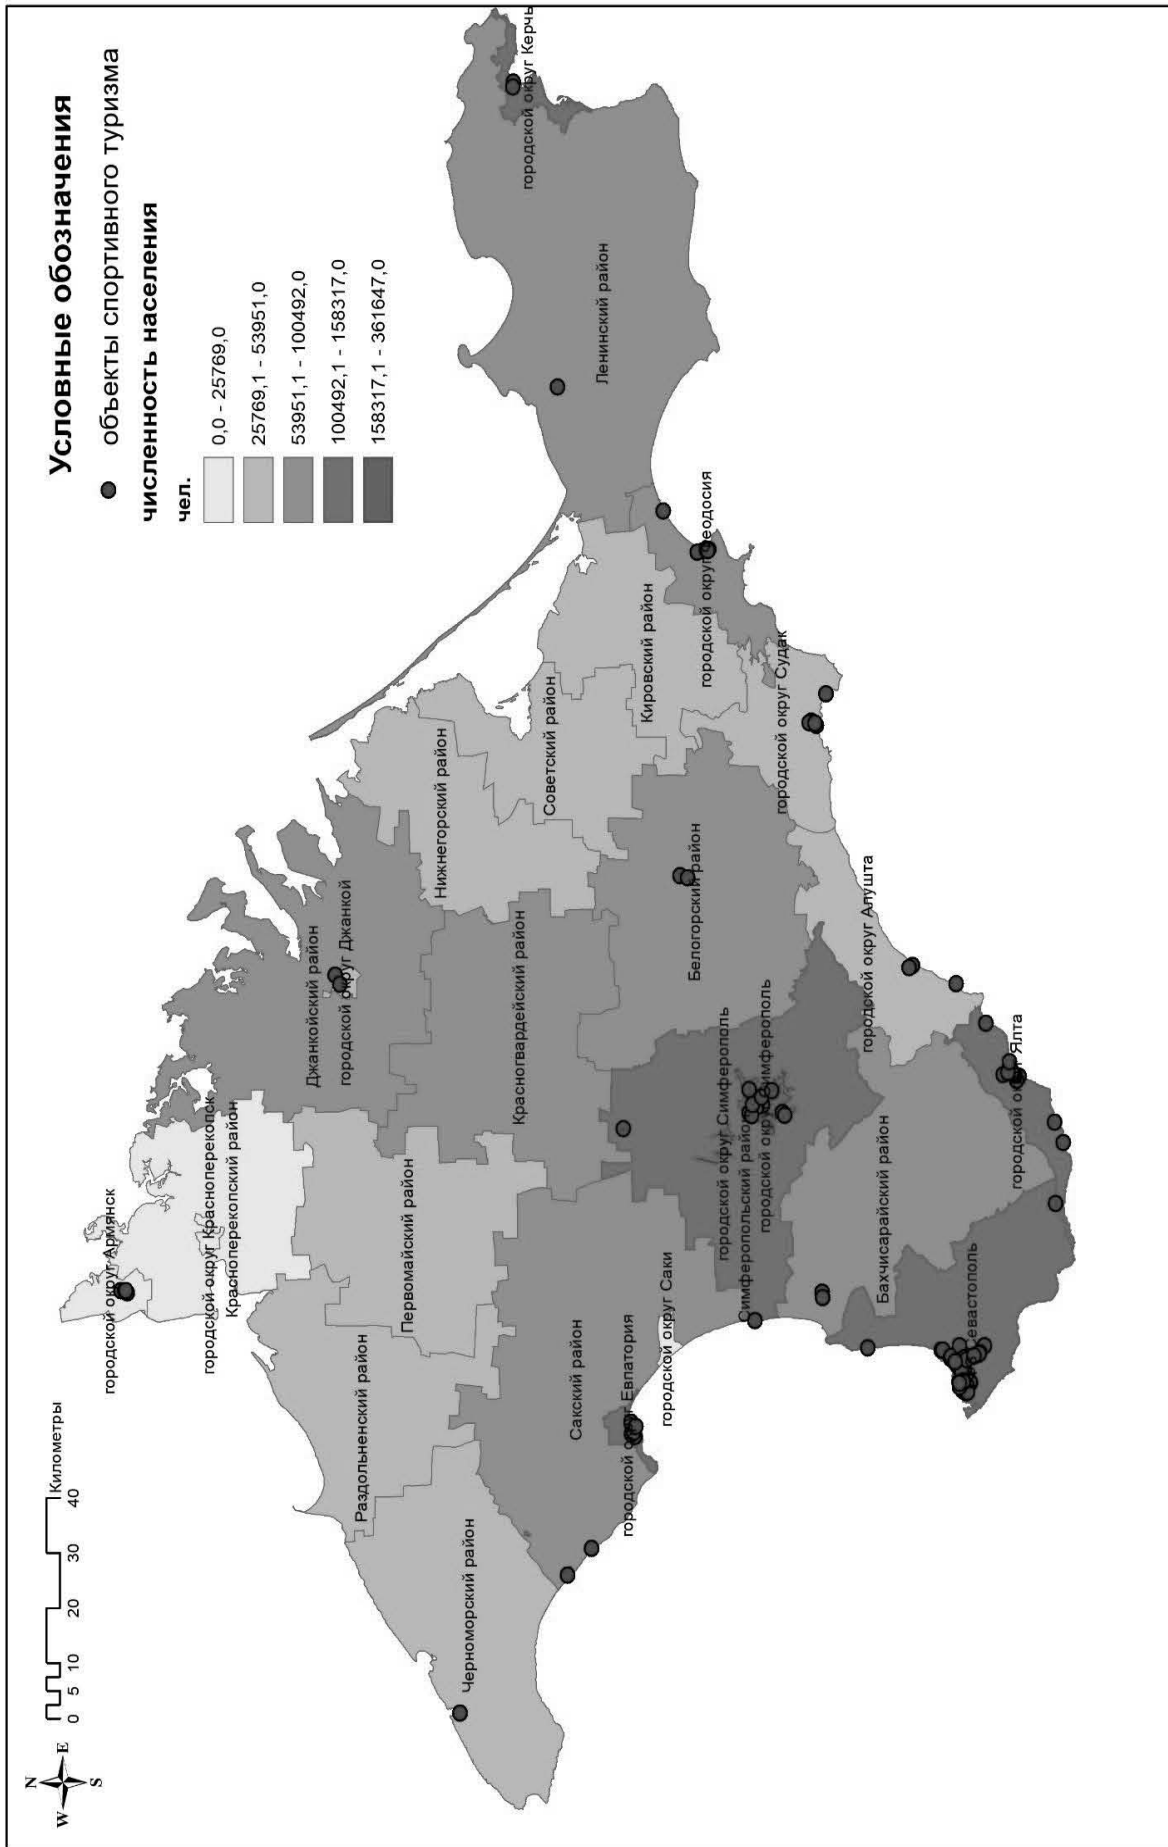 Условные обозначения
объекты спортивного туризма
численность населения
чел.
0,0 - 25769,0
25769,1 - 53951,0
53951,1 - 100492,0
100492,1 - 158317,0
158317,1 - 361647,0
N
W E
S
0 5 10 20 30 40
Километры
городской округ Армянск
городской округ Красноперекопск
Красноперекопский район
Джанкойский район
городской округ Джанкой
Раздольненский район
Первомайский район
Нижнегорский район
Черноморский район
Красногвардейский район
Советский район
Сакский район
городской округ Евпатория
городской округ Саки
Кировский район
Ленинский район
городской округ Керчь
Белогорский район
городской округ Феодосия
городской округ Симферополь
Симферопольский район
городской округ Симферополь
городской округ Судак
городской округ Алушта
Бахчисарайский район
Севастополь
городской округ Ялта